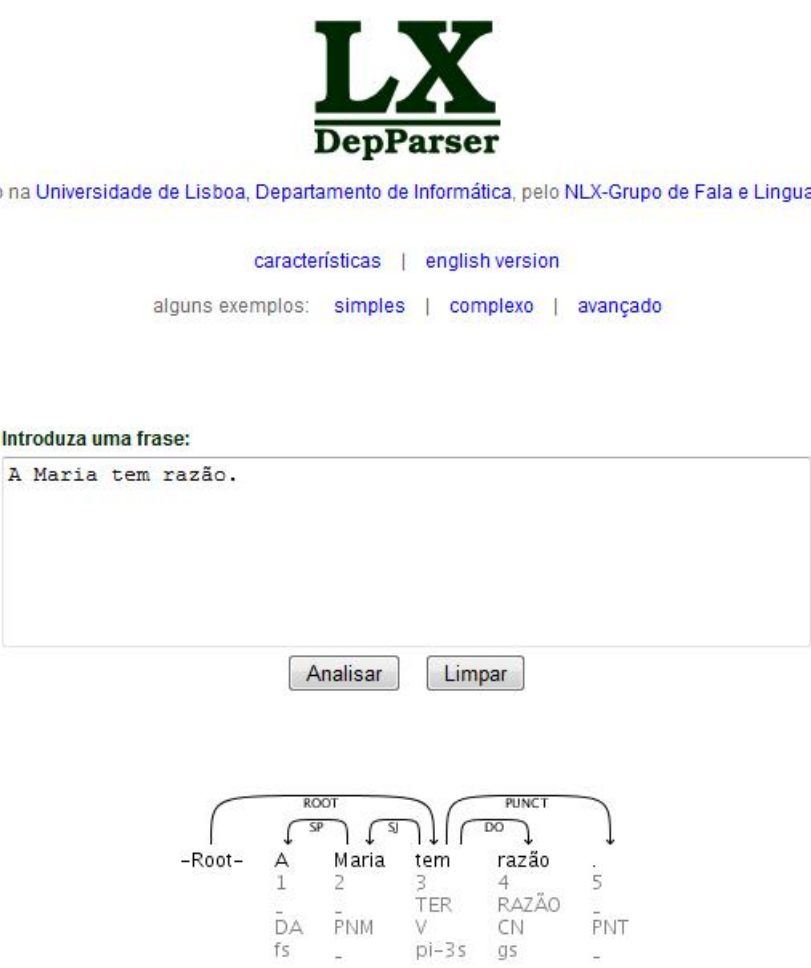 LX
DepParser
o na Universidade de Lisboa, Departamento de Informática, pelo NLX-Grupo de Fala e Lingua
características | english version
alguns exemplos: simples | complexo | avançado
Introduza uma frase:
A Maria tem razão.
Analisar Limpar
ROOT PUNCT
SP SJ DO
-Root- A Maria tem razão .
1 2 3 4 5
_ _ TER RAZÃO _
DA PNM V CN PNT
fs _ pi-3s gs _